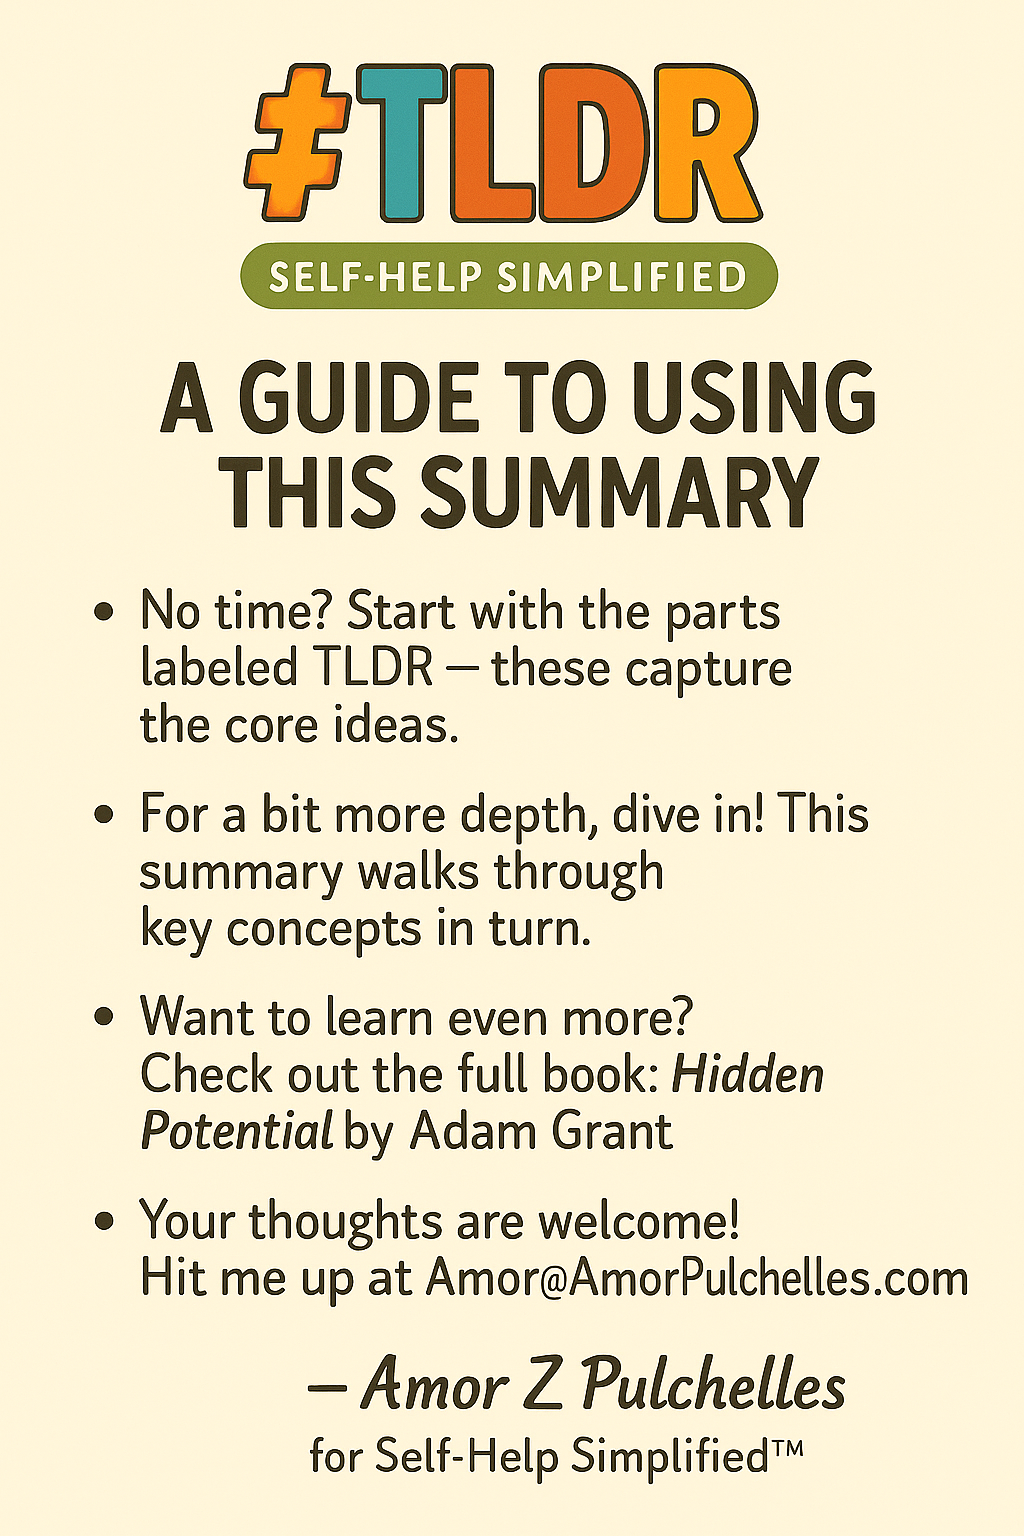 #TLDR
SELF-HELP SIMPLIFIED
A GUIDE TO USING
THIS SUMMARY
• No time? Start with the parts
labeled TLDR – these capture
the core ideas.
• For a bit more depth, dive in! This
summary walks through
key concepts in turn.
• Want to learn even more?
Check out the full book: Hidden
Potential by Adam Grant
• Your thoughts are welcome!
Hit me up at Amor@AmorPulchelles.com
– Amor Z Pulchelles
for Self-Help Simplified™